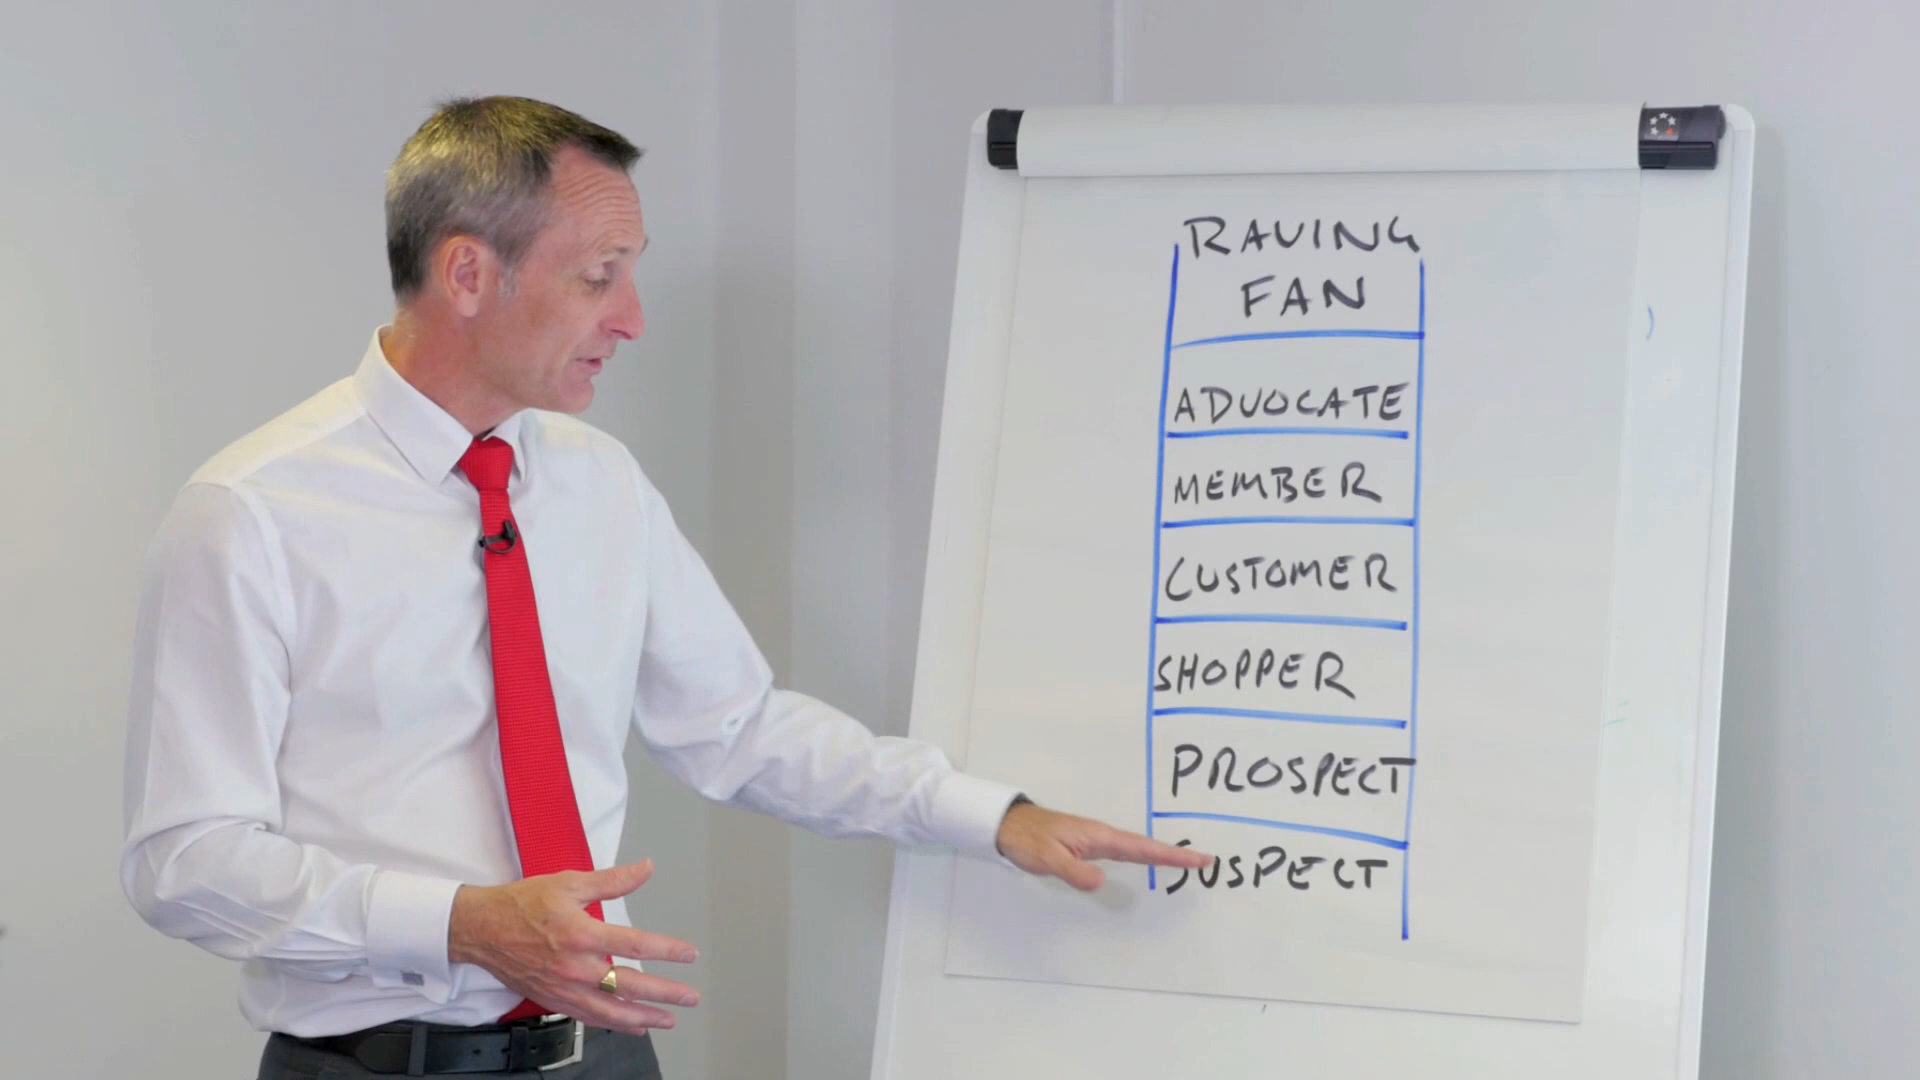 RAVING
FAN
ADVOCATE
MEMBER
CUSTOMER
SHOPPER
PROSPECT
SUSPECT